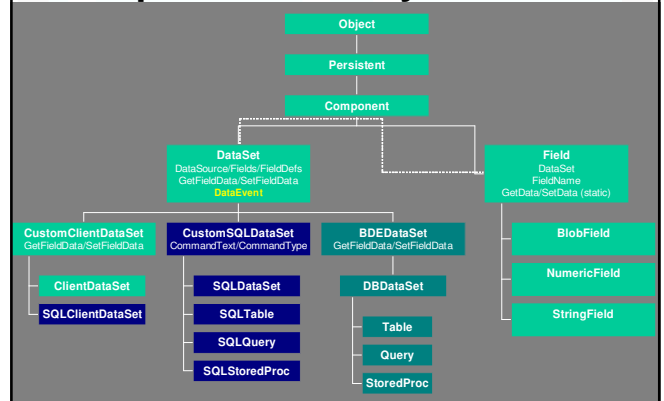 Object
Persistent
Component
DataSet
DataSource/Fields/FieldDefs
GetFieldData/SetFieldData
DataEvent
Field
DataSet
FieldName
GetData/SetData (static)
CustomClientDataSet
GetFieldData/SetFieldData
ClientDataSet
SQLClientDataSet
CustomSQLDataSet
CommandText/CommandType
SQLDataSet
SQLTable
SQLQuery
SQLStoredProc
BDEDataSet
GetFieldData/SetFieldData
DBDataSet
Table
Query
StoredProc
BlobField
NumericField
StringField